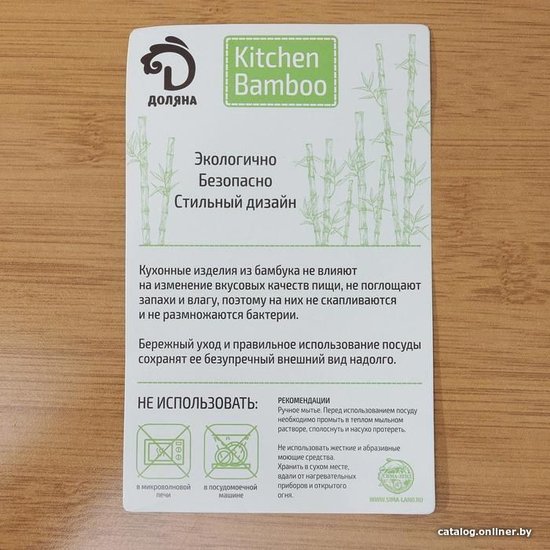 ДОЛЯНА
Kitchen
Bamboo
Экологично
Безопасно
Стильный дизайн
Кухонные изделия из бамбука не влияют
на изменение вкусовых качеств пищи, не поглощают
запахи и влагу, поэтому на них не скапливаются
и не размножаются бактерии.
Бережный уход и правильное использование посуды
сохранят ее безупречный внешний вид надолго.
НЕ ИСПОЛЬЗОВАТЬ:
в микроволновой
печи
в посудомоечной
машине
РЕКОМЕНДАЦИИ
Ручное мытье. Перед использованием посуду
необходимо промыть в теплом мыльном
растворе, сполоснуть и насухо протереть.
Не использовать жесткие и абразивные
моющие средства.
Хранить в сухом месте,
вдали от нагревательных
приборов и открытого
огня.
WWW.SIMA-LAND.RU
catalog.onliner.by